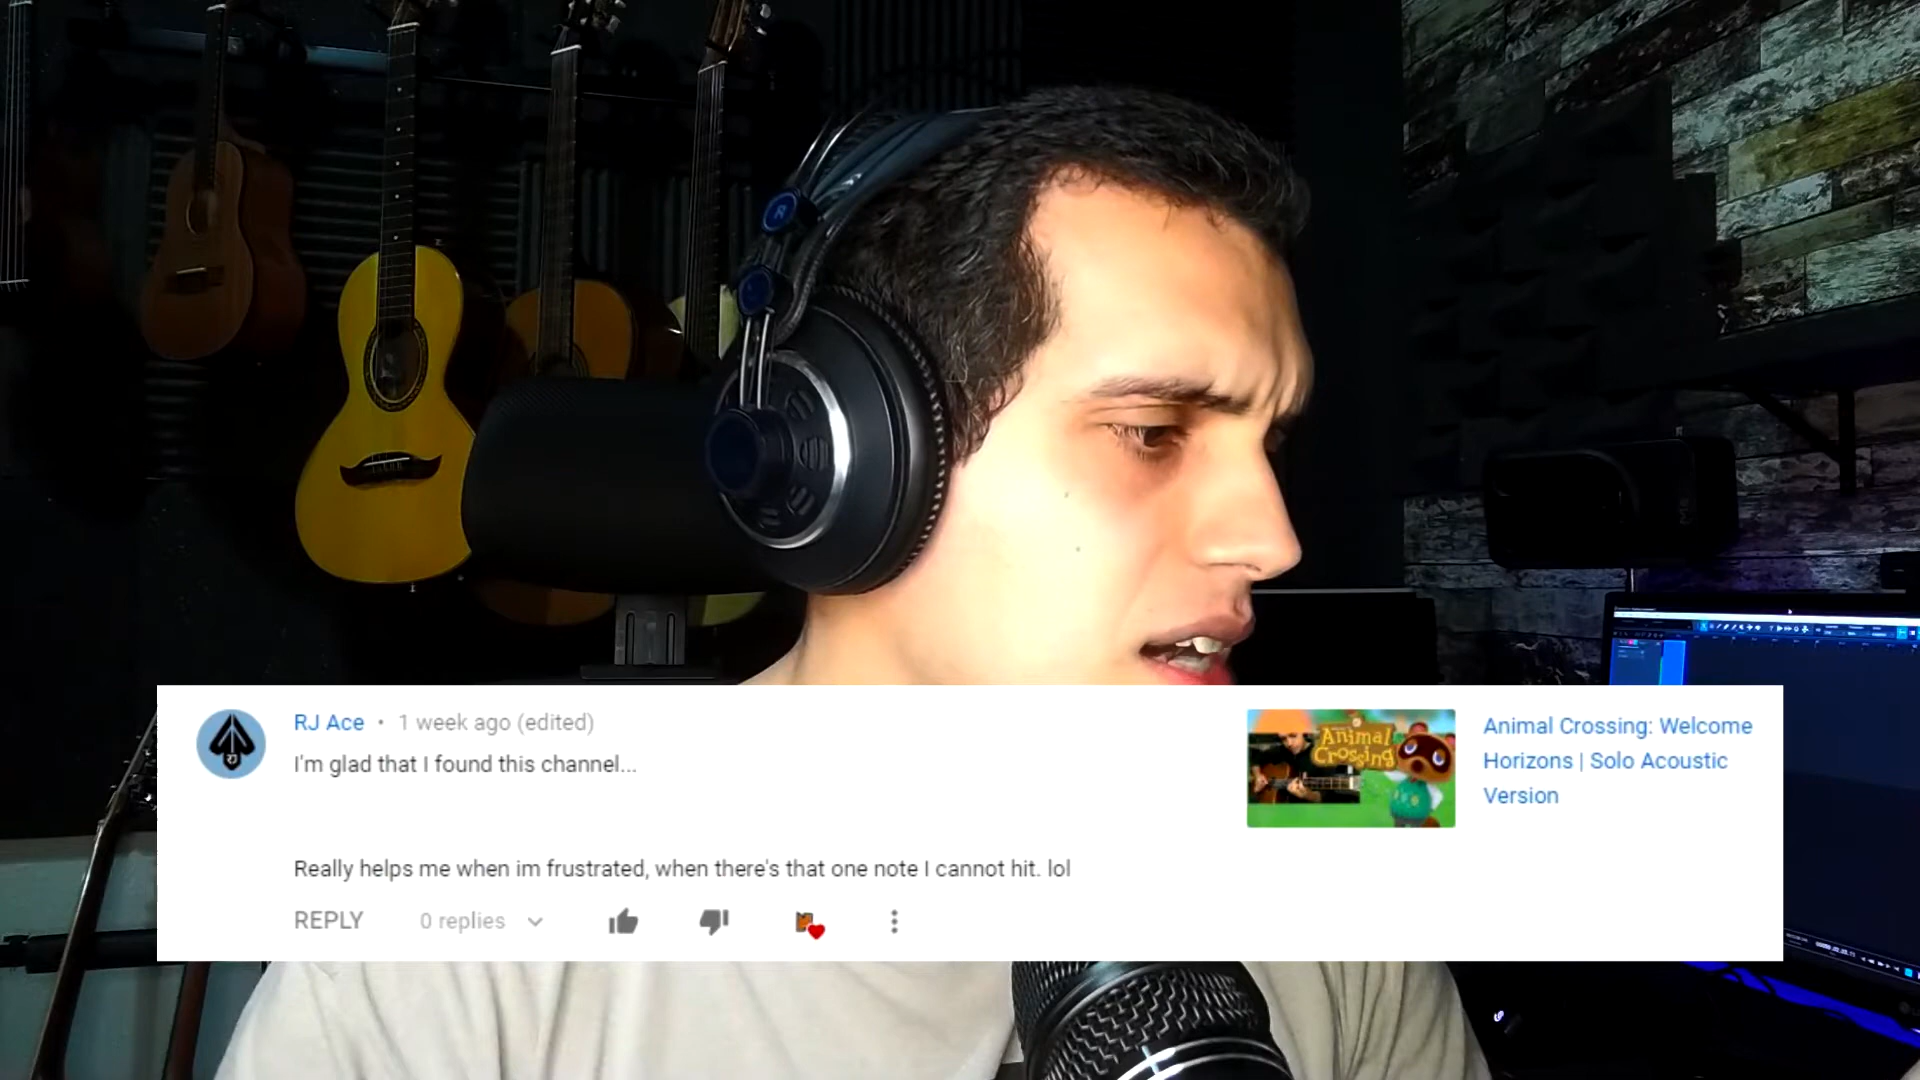 RJ Ace • 1 week ago (edited)
I'm glad that I found this channel...
Really helps me when im frustrated, when there's that one note I cannot hit. lol
REPLY 0 replies
Animal Crossing
Animal Crossing: Welcome
Horizons | Solo Acoustic
Version
R